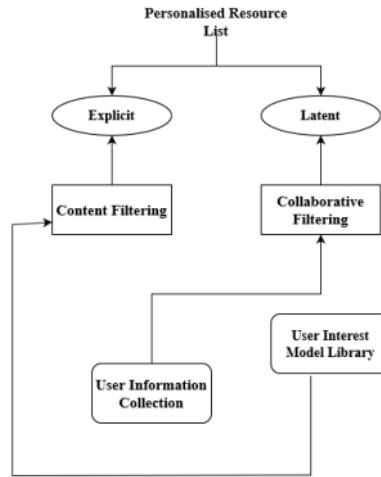 Personalised Resource
List
Explicit
Latent
Content Filtering
Collaborative
Filtering
User Interest
Model Library
User Information
Collection